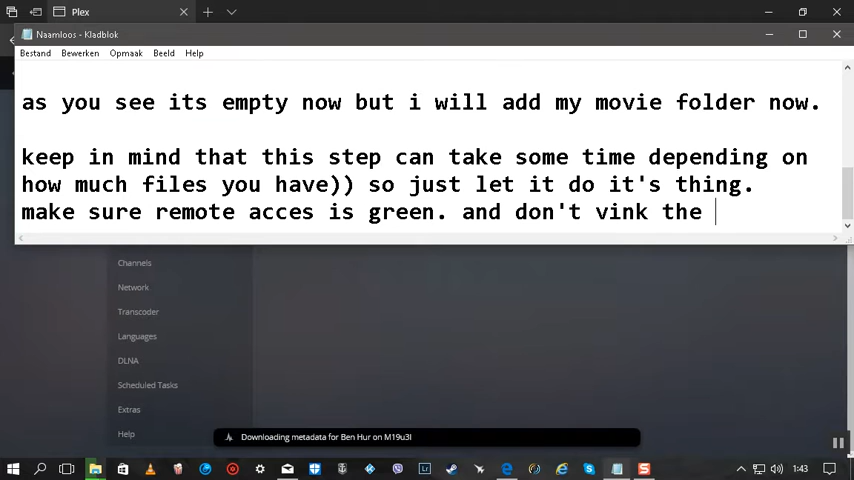 Plex
Naamloos - Kladblok
Bestand Bewerken Opmaak Beeld Help
as you see its empty now but i will add my movie folder now.
keep in mind that this step can take some time depending on
how much files you have)) so just let it do it's thing.
make sure remote acces is green. and don't vink the
Channels
Network
Transcoder
Languages
DLNA
Scheduled Tasks
Extras
Help
Downloading metadata for Ben Hur on M19u3l
1:43